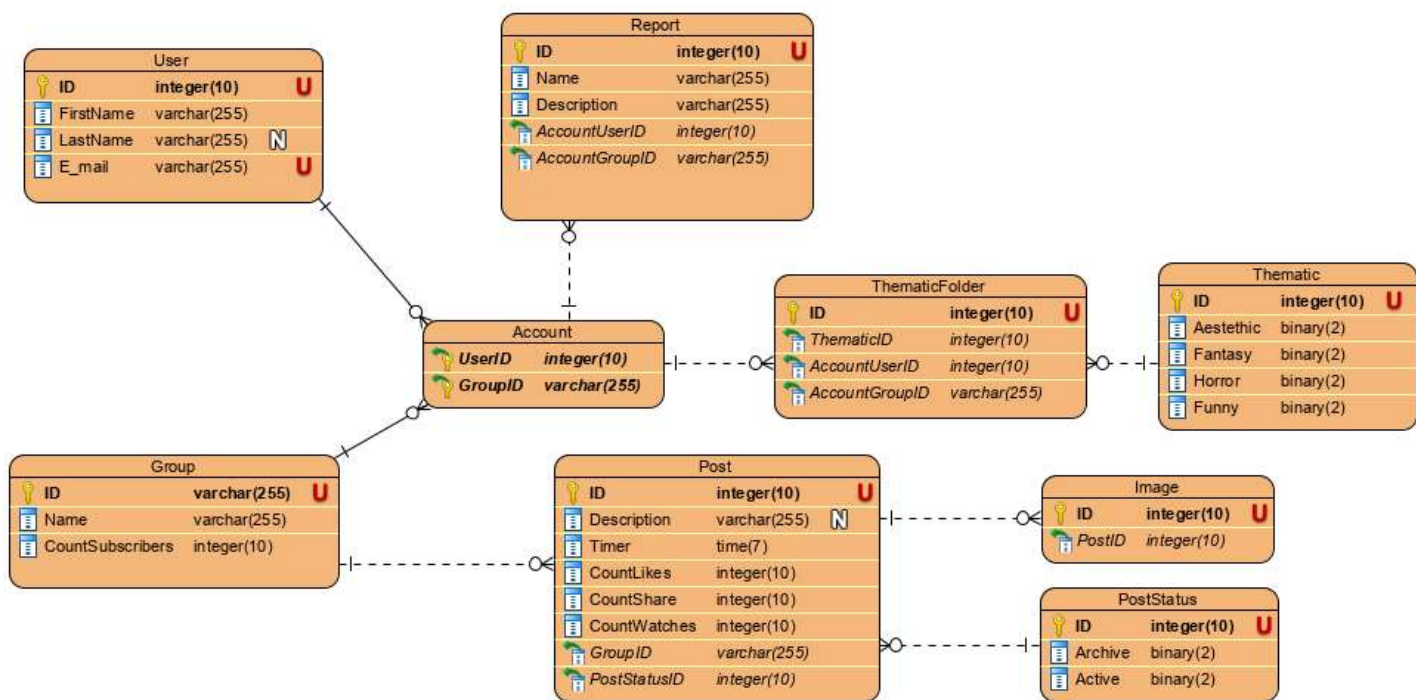 User
ID integer(10) U
FirstName varchar(255)
LastName varchar(255) N
E_mail varchar(255) U
Report
ID integer(10) U
Name varchar(255)
Description varchar(255)
AccountUserID integer(10)
AccountGroupID varchar(255)
Account
UserID integer(10)
GroupID varchar(255)
ThematicFolder
ID integer(10) U
ThematicID integer(10)
AccountUserID integer(10)
AccountGroupID varchar(255)
Thematic
ID integer(10) U
Aestethic binary(2)
Fantasy binary(2)
Horror binary(2)
Funny binary(2)
Group
ID varchar(255) U
Name varchar(255)
CountSubscribers integer(10)
Post
ID integer(10) U
Description varchar(255) N
Timer time(7)
CountLikes integer(10)
CountShare integer(10)
CountWatches integer(10)
GroupID varchar(255)
PostStatusID integer(10)
Image
ID integer(10) U
PostID integer(10)
PostStatus
ID integer(10) U
Archive binary(2)
Active binary(2)